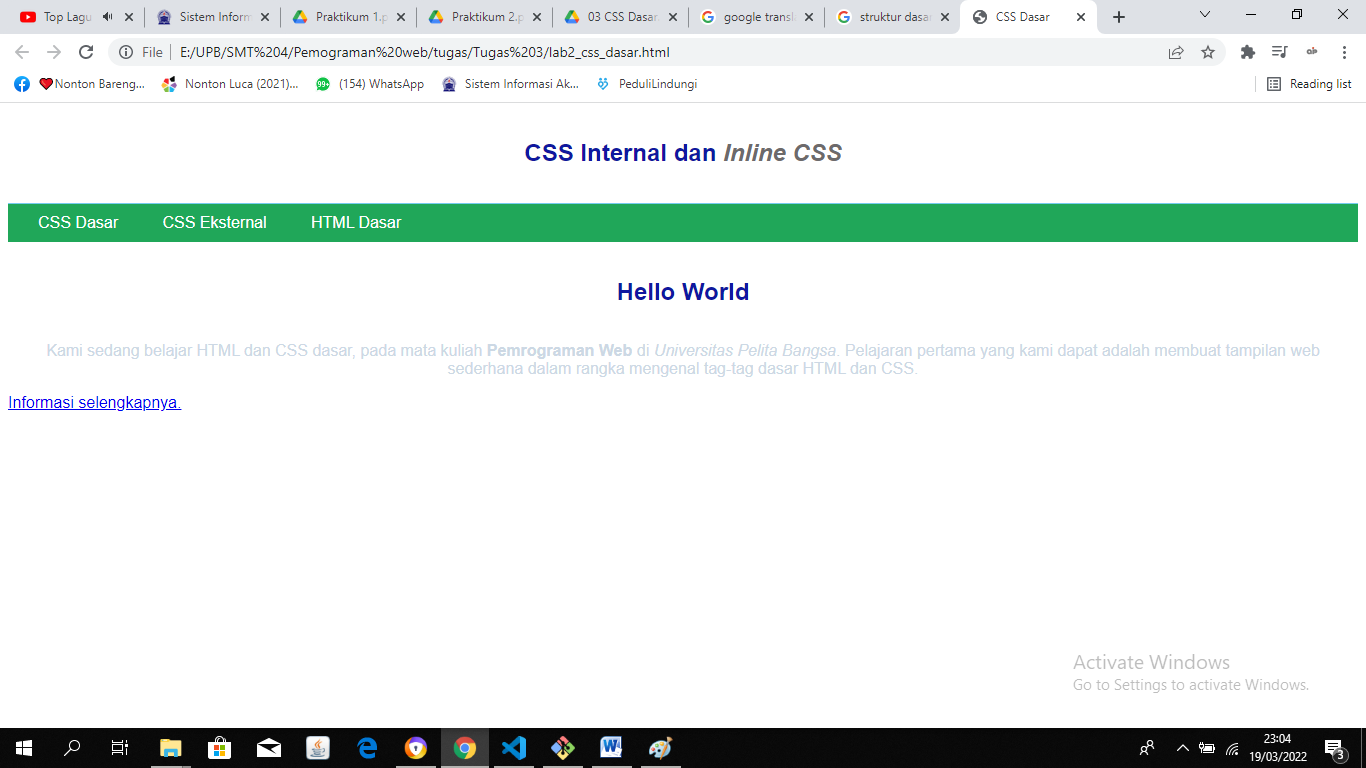 Top Lagu
Sistem Inform
Praktikum 1.p
Praktikum 2.p
03 CSS Dasar.
google transl
struktur dasar
CSS Dasar
File E:/UPB/SMT%204/Pemograman%20web/tugas/Tugas%203/lab2_css_dasar.html
Nonton Bareng...
Nonton Luca (2021)...
99+
(154) WhatsApp
Sistem Informasi Ak...
PeduliLindungi
Reading list
CSS Internal dan Inline CSS
CSS Dasar CSS Eksternal HTML Dasar
Hello World
Kami sedang belajar HTML dan CSS dasar, pada mata kuliah Pemrograman Web di Universitas Pelita Bangsa. Pelajaran pertama yang kami dapat adalah membuat tampilan web
sederhana dalam rangka mengenal tag-tag dasar HTML dan CSS.
Informasi selengkapnya.
Activate Windows
Go to Settings to activate Windows.
23:04
19/03/2022
3